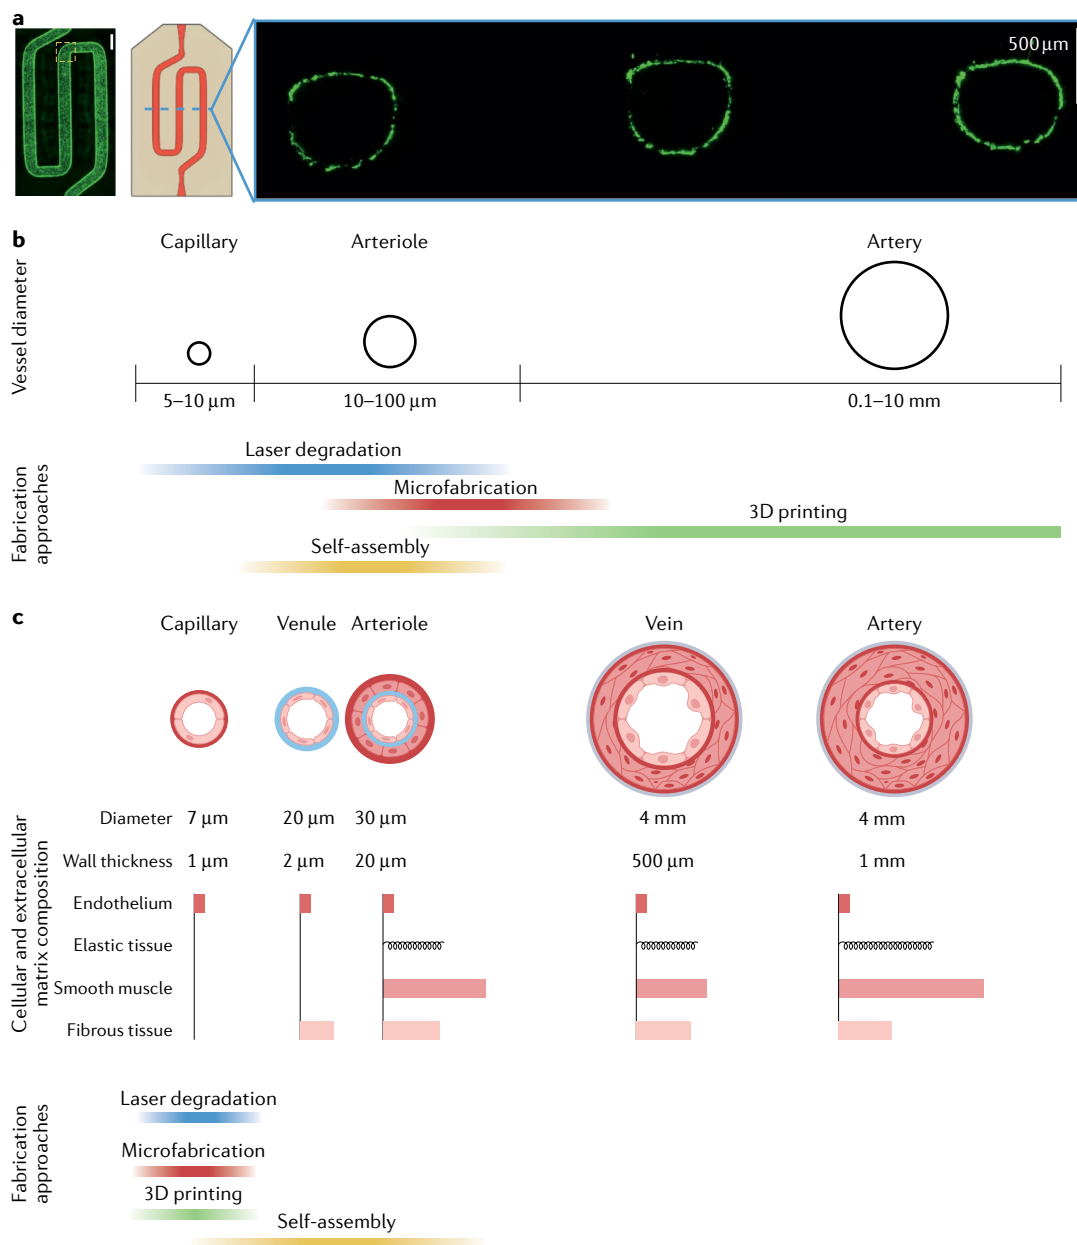 a
500 µm
b
Capillary Arteriole Artery
Vessel diameter
5–10 µm 10–100 µm 0.1–10 mm
Fabrication
approaches
Laser degradation
Microfabrication
3D printing
Self-assembly
c
Capillary Venule Arteriole Vein Artery
Cellular and extracellular
matrix composition
Diameter 7 µm 20 µm 30 µm 4 mm 4 mm
Wall thickness 1 µm 2 µm 20 µm 500 µm 1 mm
Endothelium
Elastic tissue
Smooth muscle
Fibrous tissue
Fabrication
approaches
Laser degradation
Microfabrication
3D printing
Self-assembly